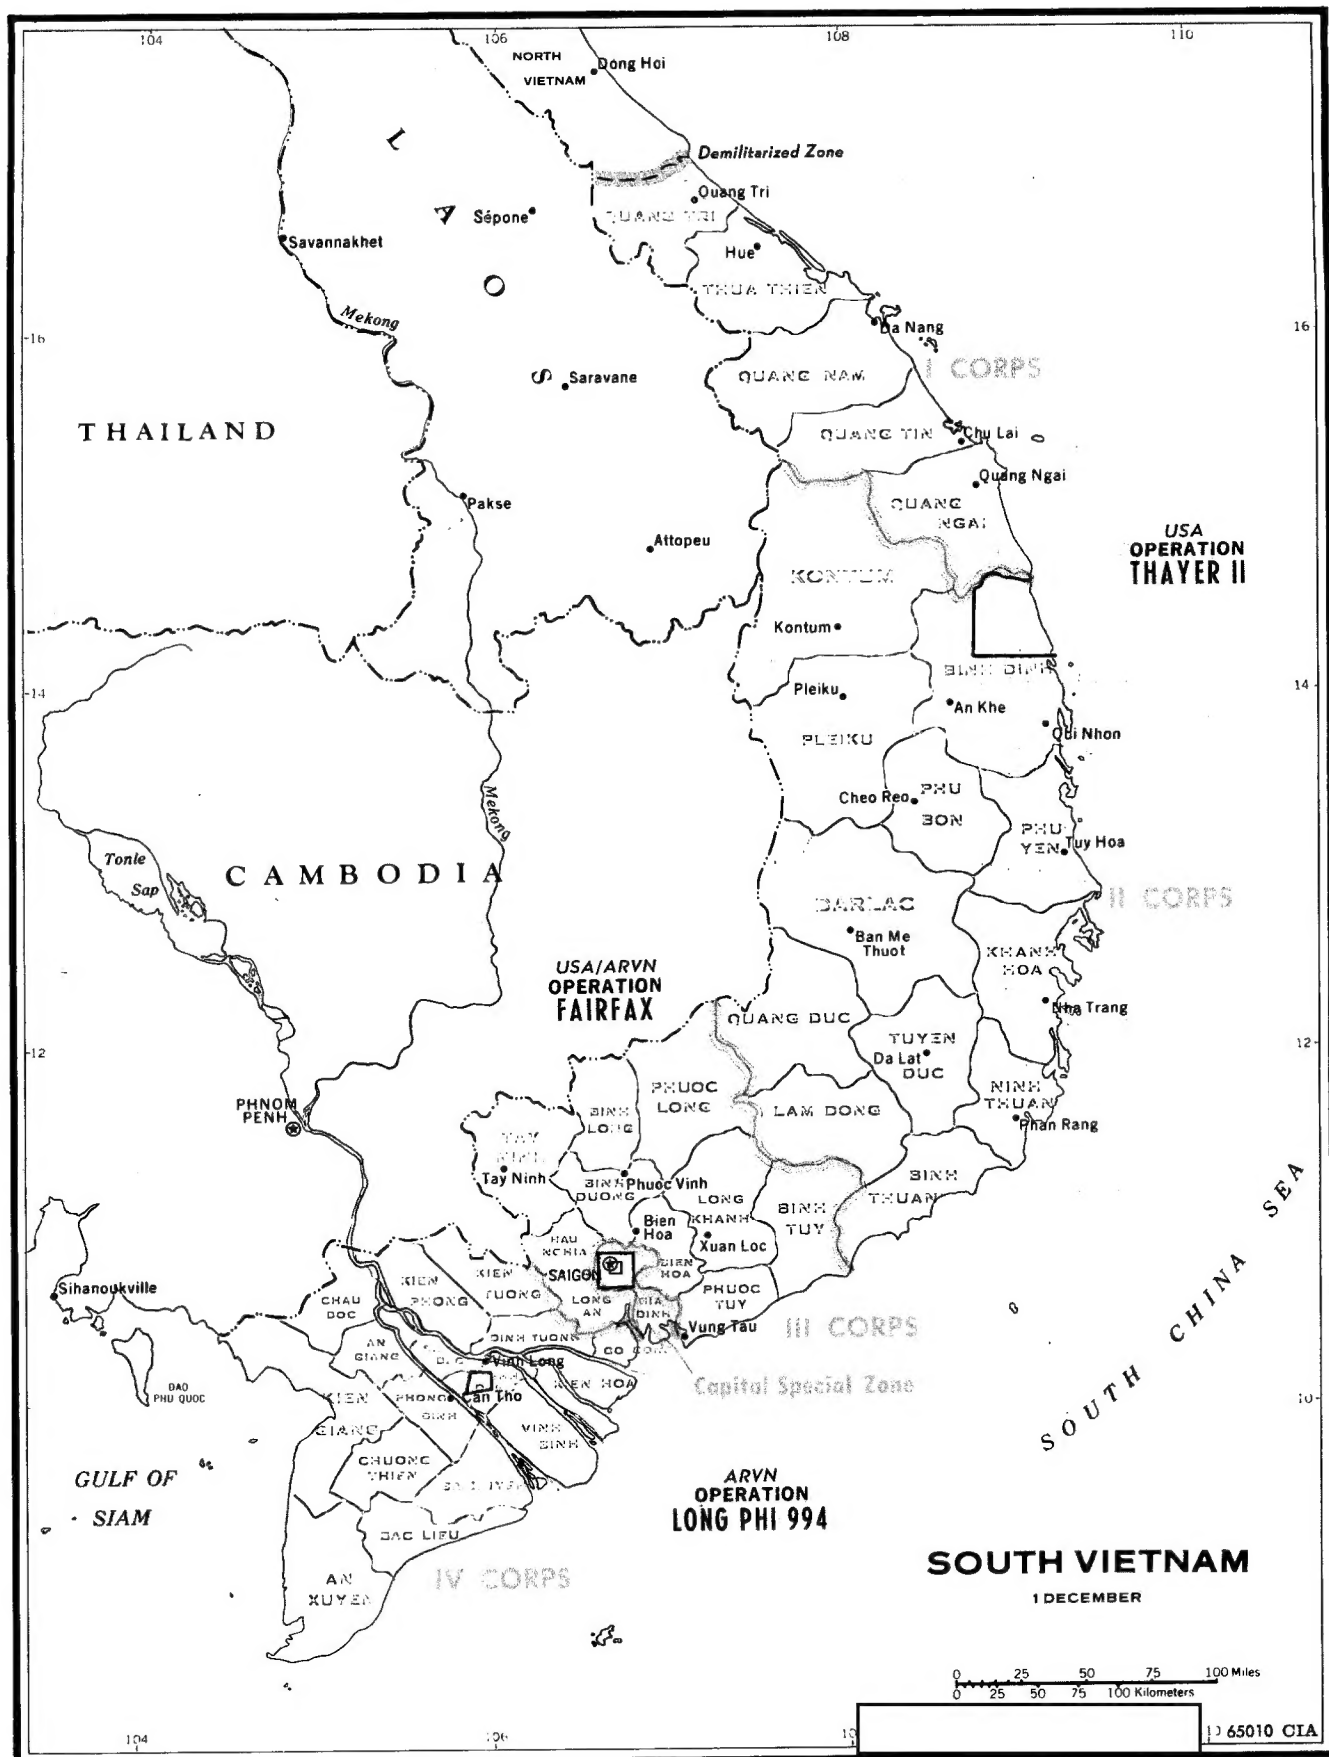 104
106
108
110
NORTH
VIETNAM
Dong Hoi
L
A
O
S
Demilitarized Zone
Quang Tri
QUANG TRI
Sépone
Savannakhet
Hue
THUA THIEN
Mekong
Da Nang
16
16
I CORPS
Saravane
QUANG NAM
THAILAND
QUANG TIN
Chu Lai
Pakse
Quang Ngai
QUANG
NGAI
Attopeu
USA
OPERATION
THAYER II
KONTUM
Kontum
BINH DINH
14
14
Pleiku
An Khe
Qui Nhon
PLEIKU
Mekong
Cheo Reo
PHU
BON
PHU
YEN
Tuy Hoa
Tonle
Sap
CAMBODIA
DARLAC
II CORPS
Ban Me
Thuot
KHANH
HOA
USA/ARVN
OPERATION
FAIRFAX
Nha Trang
QUANG DUC
12
12
TUYEN
DUC
Da Lat
PHUOC
LONG
NINH
THUAN
PHNOM
PENH
BINH
LONG
LAM DONG
Phan Rang
TAY
NINH
Tay Ninh
BINH
DUONG
Phuoc Vinh
LONG
KHANH
BINH
TUY
BINH
THUAN
SOUTH CHINA SEA
Bien
Hoa
HAU
NGHIA
Xuan Loc
SAIGON
BIEN
HOA
KIEN
PHONG
KIEN
TUONG
Sihanoukville
CHAU
DOC
LONG
AN
GIA
DINH
PHUOC
TUY
Vung Tau
III CORPS
DINH TUONG
GO CONG
AN
GIANG
Vinh Long
Capital Special Zone
DAO
PHU QUOC
KIEN
GIANG
PHONG
DINH
Can Tho
KIEN HOA
10
VINH
BINH
CHUONG
THIEN
GULF OF
SIAM
ARVN
OPERATION
LONG PHI 994
BAC LIEU
IV CORPS
AN
XUYEN
SOUTH VIETNAM
1 DECEMBER
0 25 50 75 100 Miles
0 25 50 75 100 Kilometers
104
106
65010 CIA